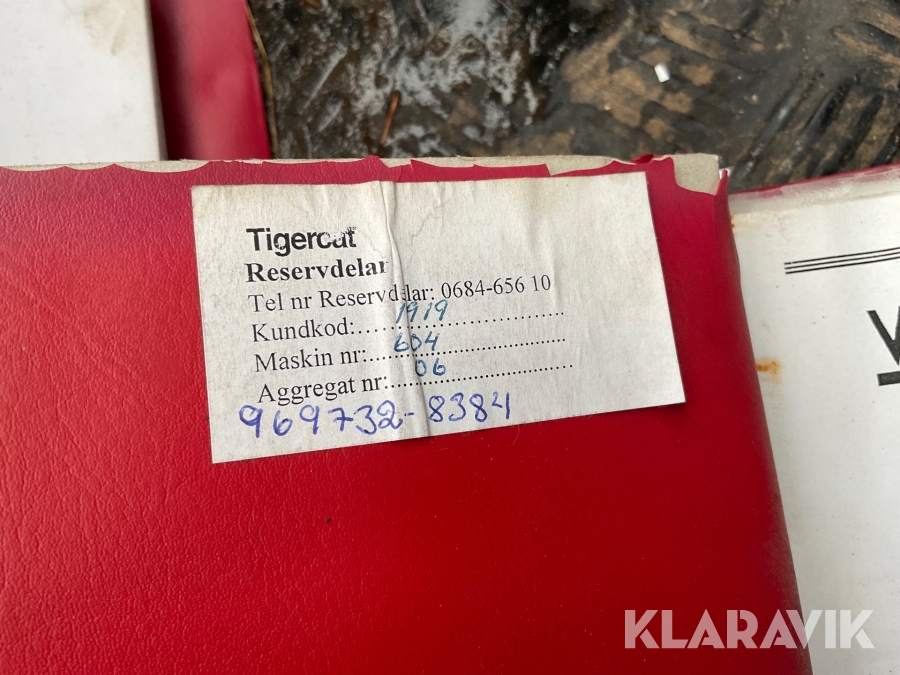 Tigercat
Reservdelar
Tel nr Reservdelar: 0684-656 10
Kundkod:....1919....................
Maskin nr:....604....................
Aggregat nr:....06....................
969732-8384
KLARAVIK